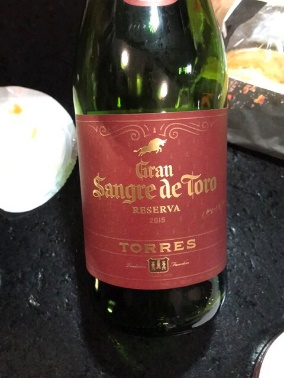 Gran
Sangre de Toro
RESERVA
2015
TORRES